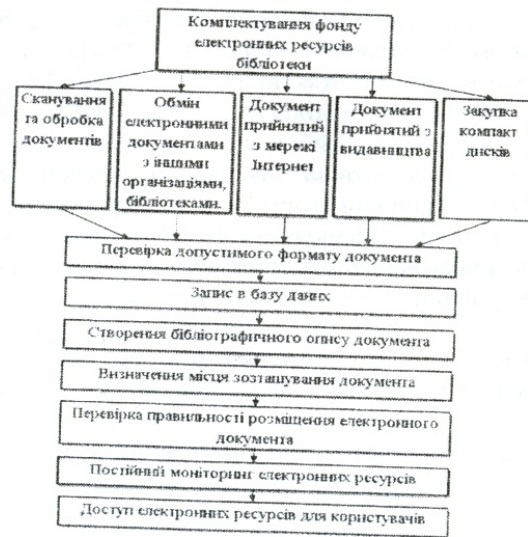 Комплектування фонду
електронних ресурсів
бібліотеки
Сканування
та обробка
документів
Обмін
електронними
документами
з іншими
організаціями,
бібліотеками.
Документ
прийнятий
з мережі
Інтернет
Документ
прийнятий з
видавництва
Закупка
компакт
дисків
Перевірка допустимого формату документа
Запис в базу даних
Створення бібліографічного опису документа
Визначення місця зозташування документа
Перевірка правильності розміщення електронного
документа
Постійний моніторинг електронних ресурсів
Доступ електронних ресурсів для користувачів